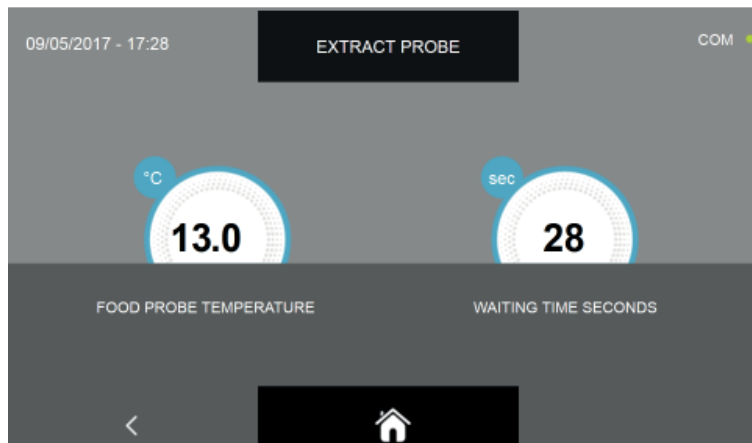 09/05/2017 - 17:28
EXTRACT PROBE
COM
°C
sec
13.0
28
FOOD PROBE TEMPERATURE
WAITING TIME SECONDS